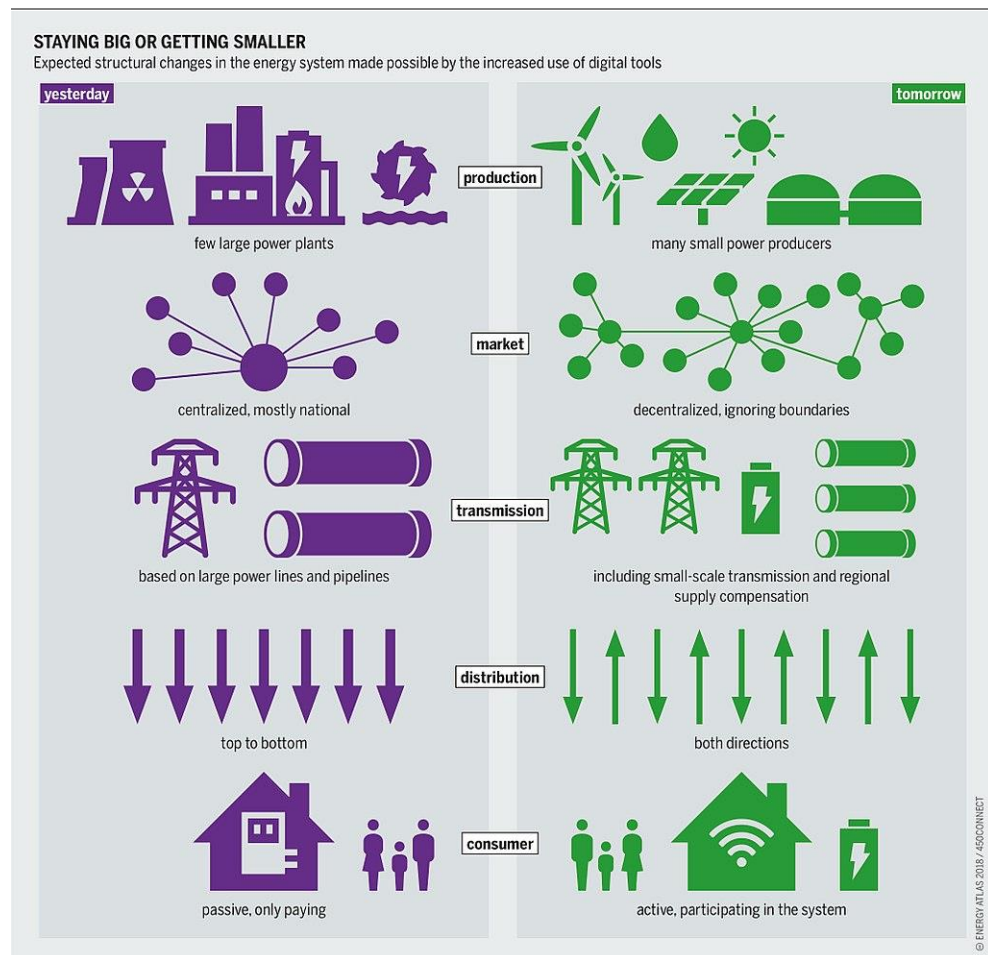 STAYING BIG OR GETTING SMALLER
Expected structural changes in the energy system made possible by the increased use of digital tools
yesterday
tomorrow
production
few large power plants
many small power producers
market
centralized, mostly national
decentralized, ignoring boundaries
transmission
based on large power lines and pipelines
including small-scale transmission and regional
supply compensation
distribution
top to bottom
both directions
consumer
passive, only paying
active, participating in the system
© ENERGY ATLAS 2018 / 450CONNECT